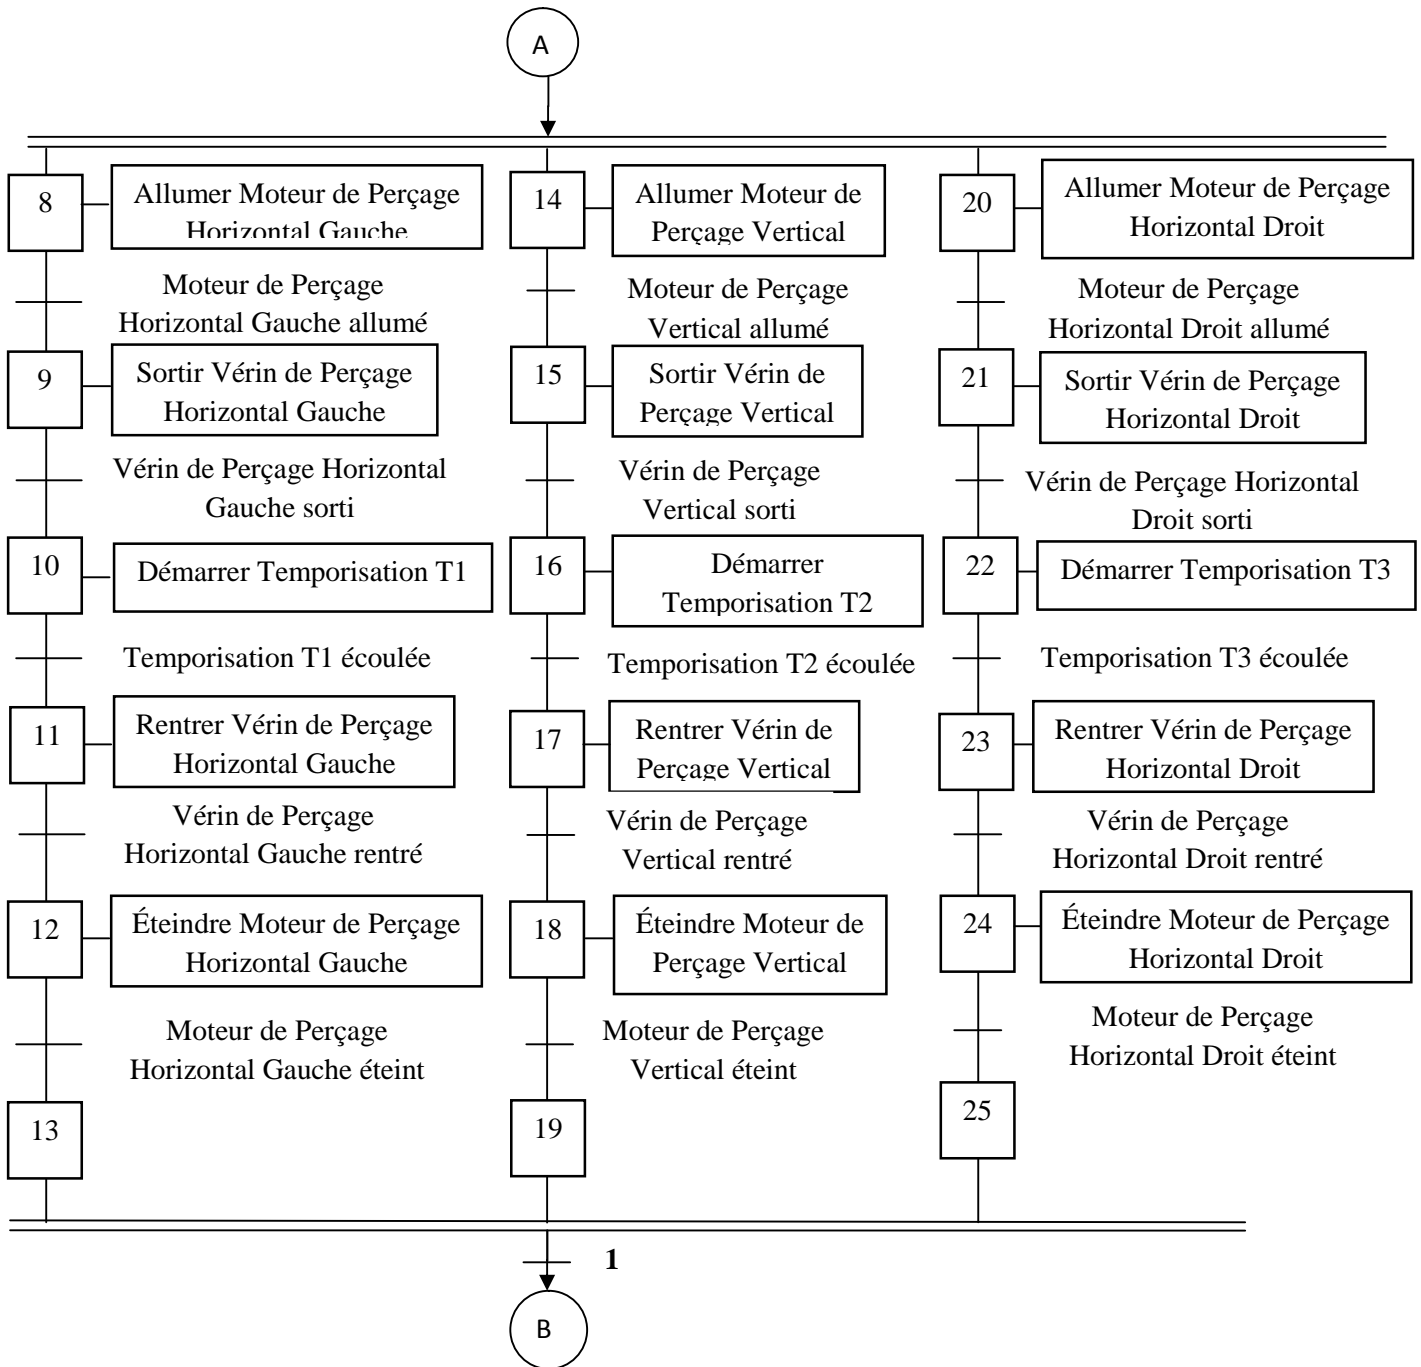 A
8
Allumer Moteur de Perçage
Horizontal Gauche
14
Allumer Moteur de
Perçage Vertical
20
Allumer Moteur de Perçage
Horizontal Droit
Moteur de Perçage
Horizontal Gauche allumé
Moteur de Perçage
Vertical allumé
Moteur de Perçage
Horizontal Droit allumé
9
Sortir Vérin de Perçage
Horizontal Gauche
15
Sortir Vérin de
Perçage Vertical
21
Sortir Vérin de Perçage
Horizontal Droit
Vérin de Perçage Horizontal
Gauche sorti
Vérin de Perçage
Vertical sorti
Vérin de Perçage Horizontal
Droit sorti
10
Démarrer Temporisation T1
16
Démarrer
Temporisation T2
22
Démarrer Temporisation T3
Temporisation T1 écoulée
Temporisation T2 écoulée
Temporisation T3 écoulée
11
Rentrer Vérin de Perçage
Horizontal Gauche
17
Rentrer Vérin de
Perçage Vertical
23
Rentrer Vérin de Perçage
Horizontal Droit
Vérin de Perçage
Horizontal Gauche rentré
Vérin de Perçage
Vertical rentré
Vérin de Perçage
Horizontal Droit rentré
12
Éteindre Moteur de Perçage
Horizontal Gauche
18
Éteindre Moteur de
Perçage Vertical
24
Éteindre Moteur de Perçage
Horizontal Droit
Moteur de Perçage
Horizontal Gauche éteint
Moteur de Perçage
Vertical éteint
Moteur de Perçage
Horizontal Droit éteint
13
19
25
1
B